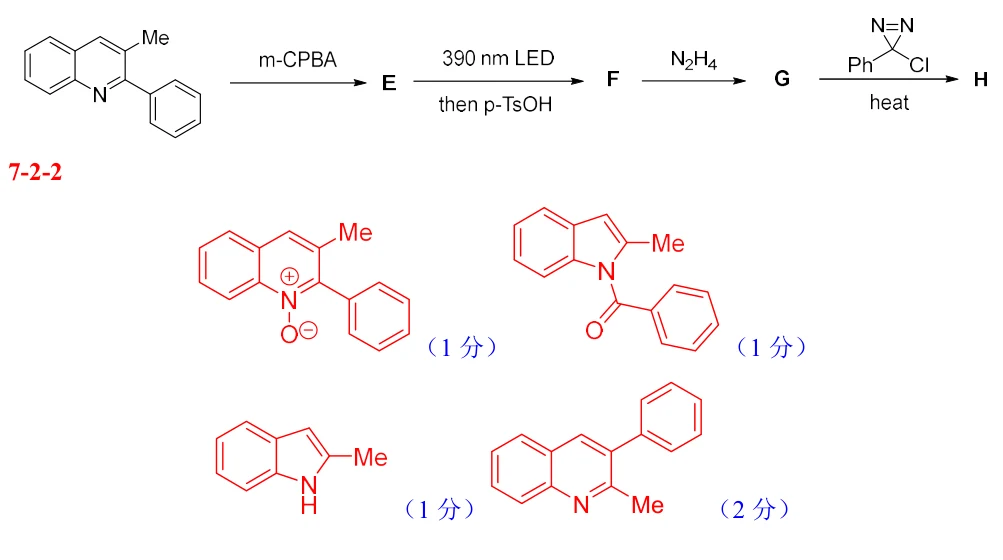 Me
N
m-CPBA
E
390 nm LED
then p-TsOH
F
N₂H₄
G
N=N
Ph
Cl
heat
H
7-2-2
Me
N
⊕
O
⊖
(1 分)
Me
N
O
(1 分)
Me
N
H
(1 分)
N
Me
(2 分)